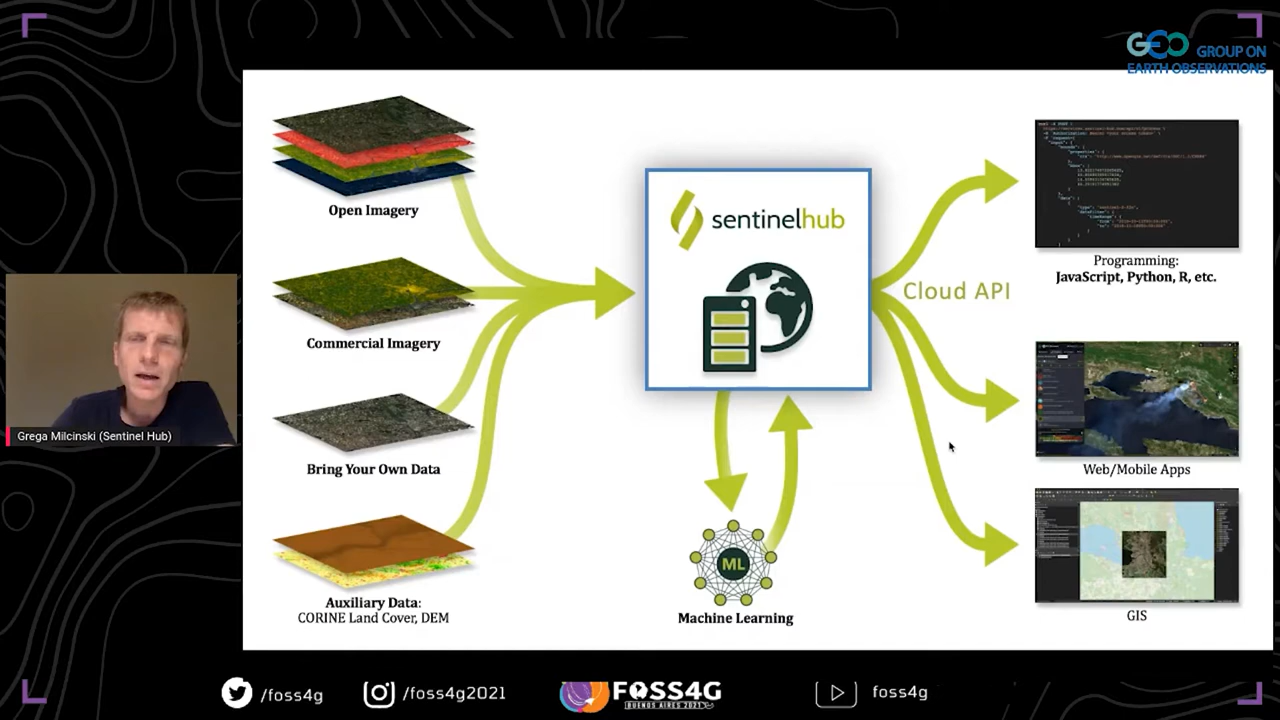 GEO GROUP ON
EARTH OBSERVATIONS
Open Imagery
Commercial Imagery
Bring Your Own Data
Auxiliary Data:
CORINE Land Cover, DEM
sentinelhub
ML
Machine Learning
Cloud API
Programming:
JavaScript, Python, R, etc.
Web/Mobile Apps
GIS
Grega Milcinski (Sentinel Hub)
/foss4g
/foss4g2021
FOSS4G
BUENOS AIRES 2021
foss4g